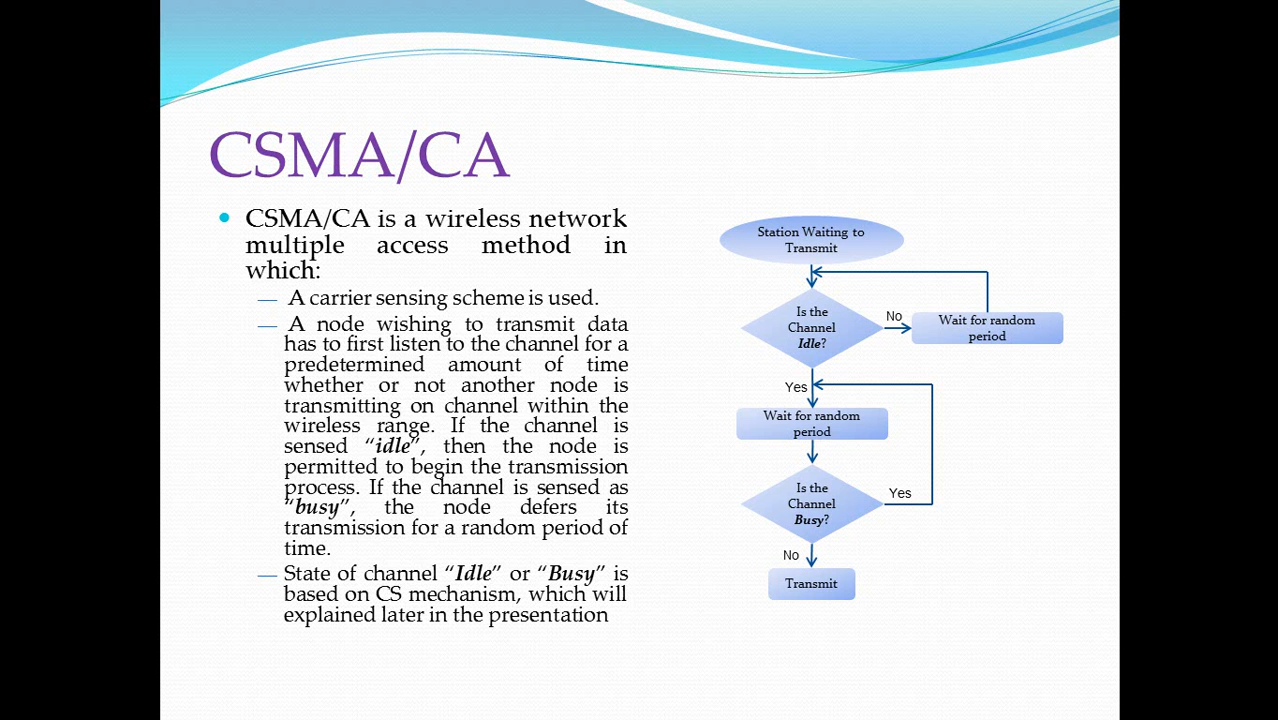 CSMA/CA
• CSMA/CA is a wireless network
multiple access method in
which:
— A carrier sensing scheme is used.
— A node wishing to transmit data
has to first listen to the channel for a
predetermined amount of time
whether or not another node is
transmitting on channel within the
wireless range. If the channel is
sensed “idle”, then the node is
permitted to begin the transmission
process. If the channel is sensed as
“busy”, the node defers its
transmission for a random period of
time.
— State of channel “Idle” or “Busy” is
based on CS mechanism, which will
explained later in the presentation
Station Waiting to
Transmit
Is the
Channel
Idle?
No
Wait for random
period
Yes
Wait for random
period
Is the
Channel
Busy?
Yes
No
Transmit